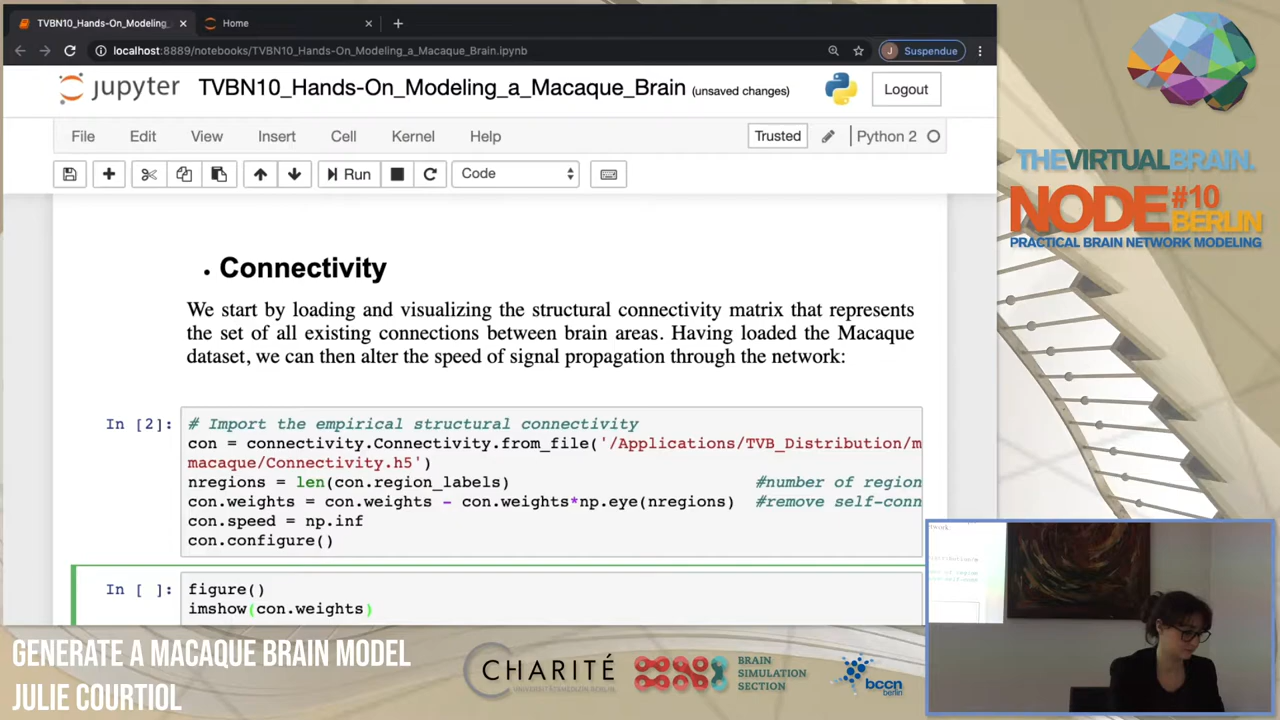 TVBN10_Hands-On_Modeling_
Home
localhost:8889/notebooks/TVBN10_Hands-On_Modeling_a_Macaque_Brain.ipynb
J
Suspendue
jupyter
TVBN10_Hands-On_Modeling_a_Macaque_Brain (unsaved changes)
Logout
File Edit View Insert Cell Kernel Help
Trusted
Python 2
Run
Code
• Connectivity
We start by loading and visualizing the structural connectivity matrix that represents
the set of all existing connections between brain areas. Having loaded the Macaque
dataset, we can then alter the speed of signal propagation through the network:
In [2]:
# Import the empirical structural connectivity
con = connectivity.Connectivity.from_file('/Applications/TVB_Distribution/m
macaque/Connectivity.h5')
nregions = len(con.region_labels) #number of region
con.weights = con.weights - con.weights*np.eye(nregions) #remove self-conn
con.speed = np.inf
con.configure()
In [ ]:
figure()
imshow(con.weights)
THEVIRTUALBRAIN.
NODE #10
BERLIN
PRACTICAL BRAIN NETWORK MODELING
GENERATE A MACAQUE BRAIN MODEL
JULIE COURTIOL
CHARITÉ
BRAIN
SIMULATION
SECTION
bccn
berlin